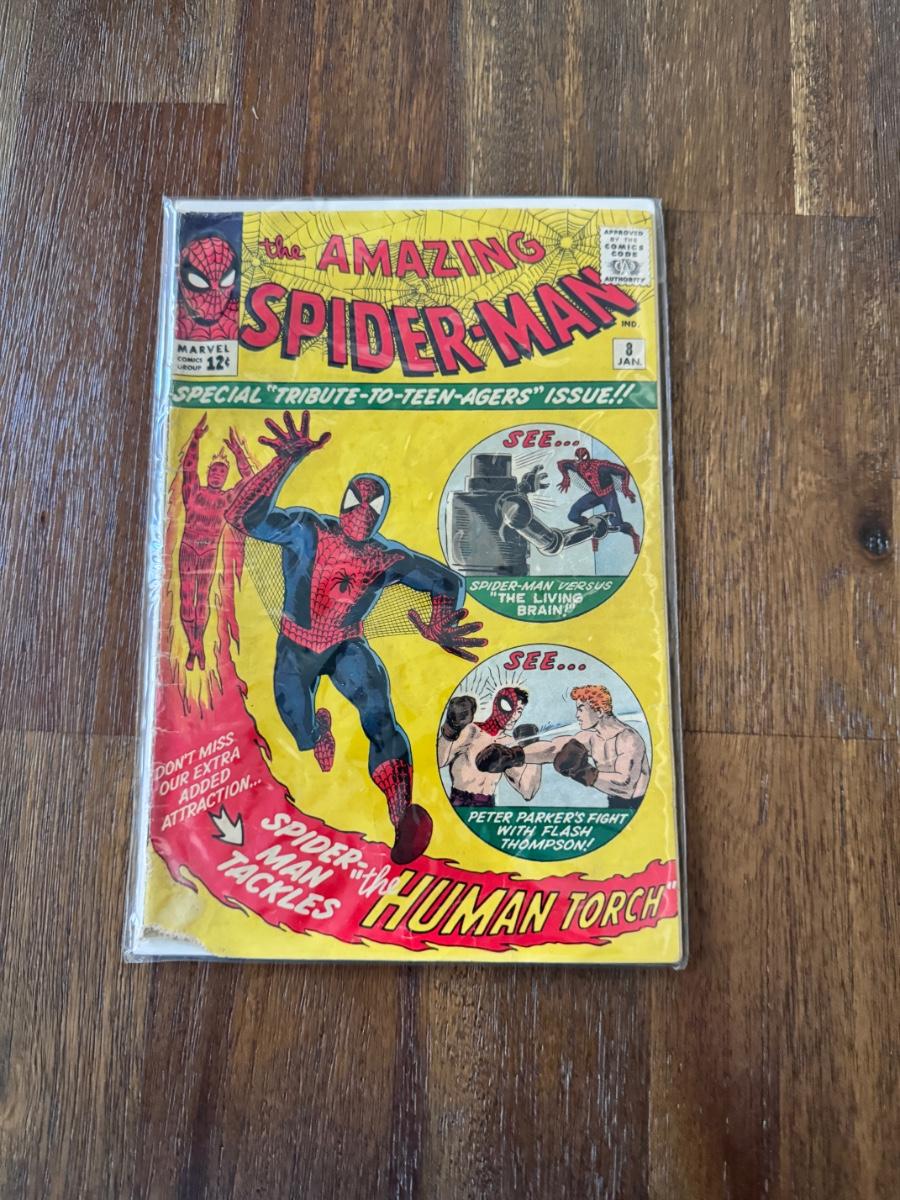 the AMAZING
SPIDER-MAN
APPROVED
BY THE
COMICS
CODE
CA
AUTHORITY
MARVEL
COMICS
GROUP 12¢
IND.
8
JAN.
SPECIAL "TRIBUTE-TO-TEEN-AGERS" ISSUE!!
SEE...
SPIDER-MAN VERSUS
"THE LIVING
BRAIN!"
SEE...
PETER PARKER'S FIGHT
WITH FLASH
THOMPSON!
DON'T MISS
OUR EXTRA
ADDED
ATTRACTION...
SPIDER-
MAN
TACKLES
"the HUMAN TORCH"